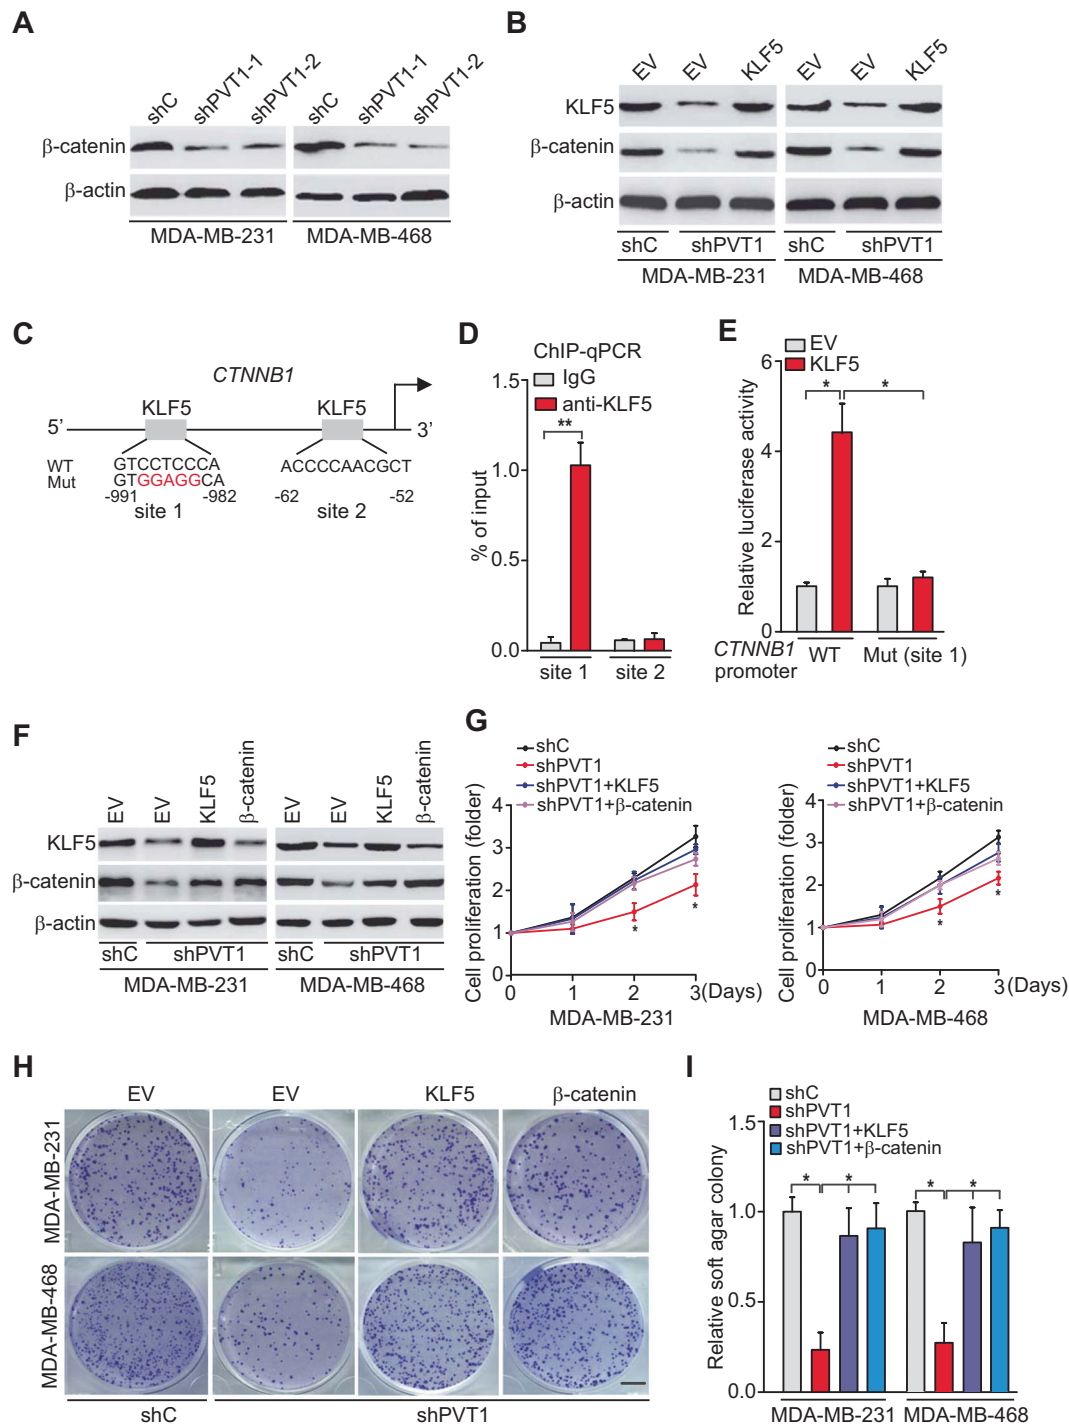 A
shC
shPVT1-1
shPVT1-2
shC
shPVT1-1
shPVT1-2
β-catenin
β-actin
MDA-MB-231 MDA-MB-468
B
EV
EV
KLF5
EV
EV
KLF5
KLF5
β-catenin
β-actin
shC shPVT1 shC shPVT1
MDA-MB-231 MDA-MB-468
C
CTNNB1
KLF5 KLF5
5' 3'
WT GTCCTCCCA ACCCCAACGCT
Mut GTGGAGGCA
-991 -982 -62 -52
site 1 site 2
D
ChIP-qPCR
IgG
anti-KLF5
**
% of input
1.5
1.0
0.5
0.0
site 1 site 2
E
EV
KLF5
* *
Relative luciferase activity
6
4
2
0
CTNNB1 promoter WT Mut (site 1)
F
EV
EV
KLF5
β-catenin
EV
EV
KLF5
β-catenin
KLF5
β-catenin
β-actin
shC shPVT1 shC shPVT1
MDA-MB-231 MDA-MB-468
G
shC
shPVT1
shPVT1+KLF5
shPVT1+β-catenin
Cell proliferation (folder)
4
3
2
1
0
* *
0 1 2 3 (Days)
MDA-MB-231
shC
shPVT1
shPVT1+KLF5
shPVT1+β-catenin
Cell proliferation (folder)
4
3
2
1
0
* *
0 1 2 3 (Days)
MDA-MB-468
H
EV EV KLF5 β-catenin
MDA-MB-231
MDA-MB-468
shC shPVT1
I
shC
shPVT1
shPVT1+KLF5
shPVT1+β-catenin
* * * *
Relative soft agar colony
1.5
1.0
0.5
0.0
MDA-MB-231 MDA-MB-468